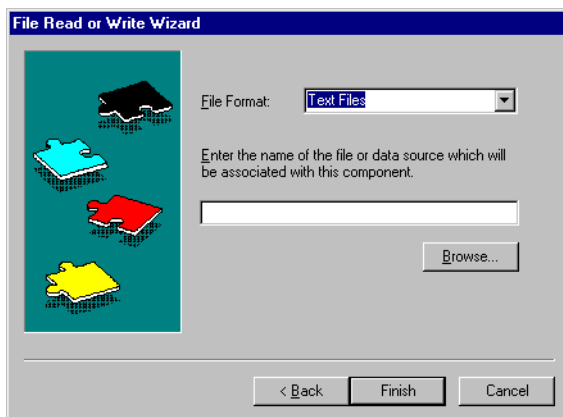 File Read or Write Wizard
File Format: Text Files
Enter the name of the file or data source which will
be associated with this component.
Browse...
< Back Finish Cancel